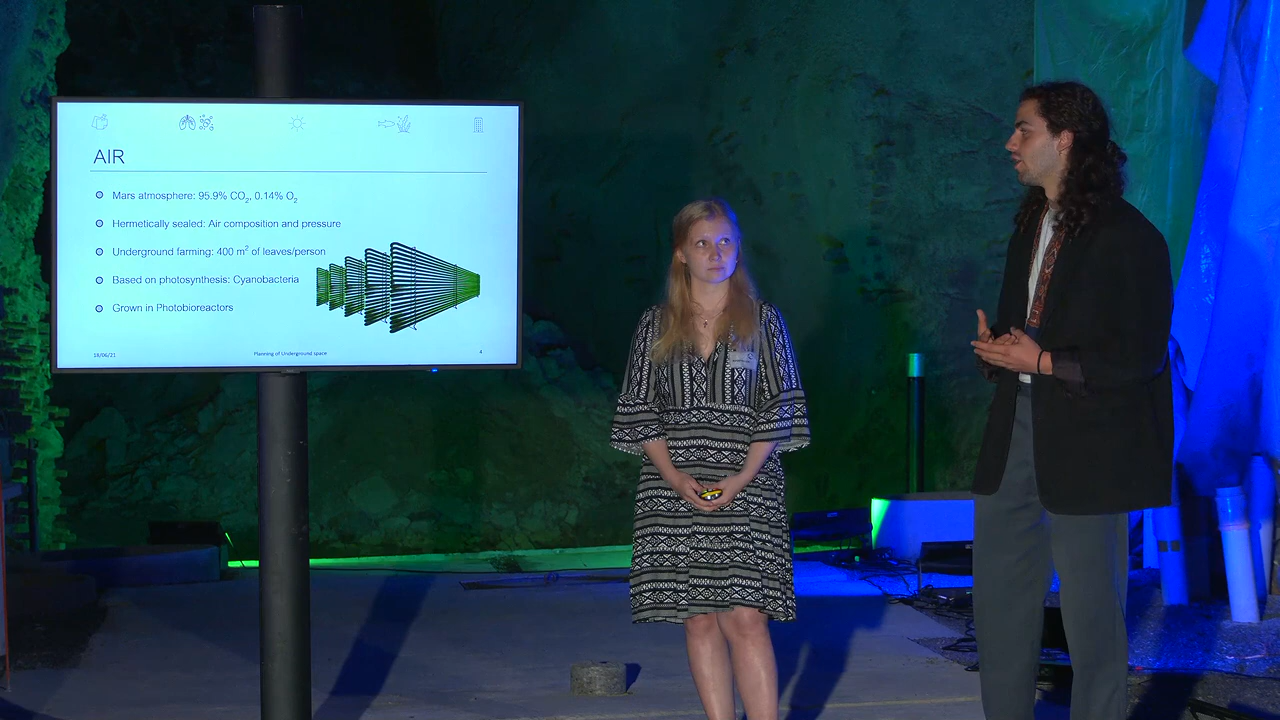 AIR
Mars atmosphere: 95.9% CO₂, 0.14% O₂
Hermetically sealed: Air composition and pressure
Underground farming: 400 m² of leaves/person
Based on photosynthesis: Cyanobacteria
Grown in Photobioreactors
18/06/21
Planning of Underground space
4